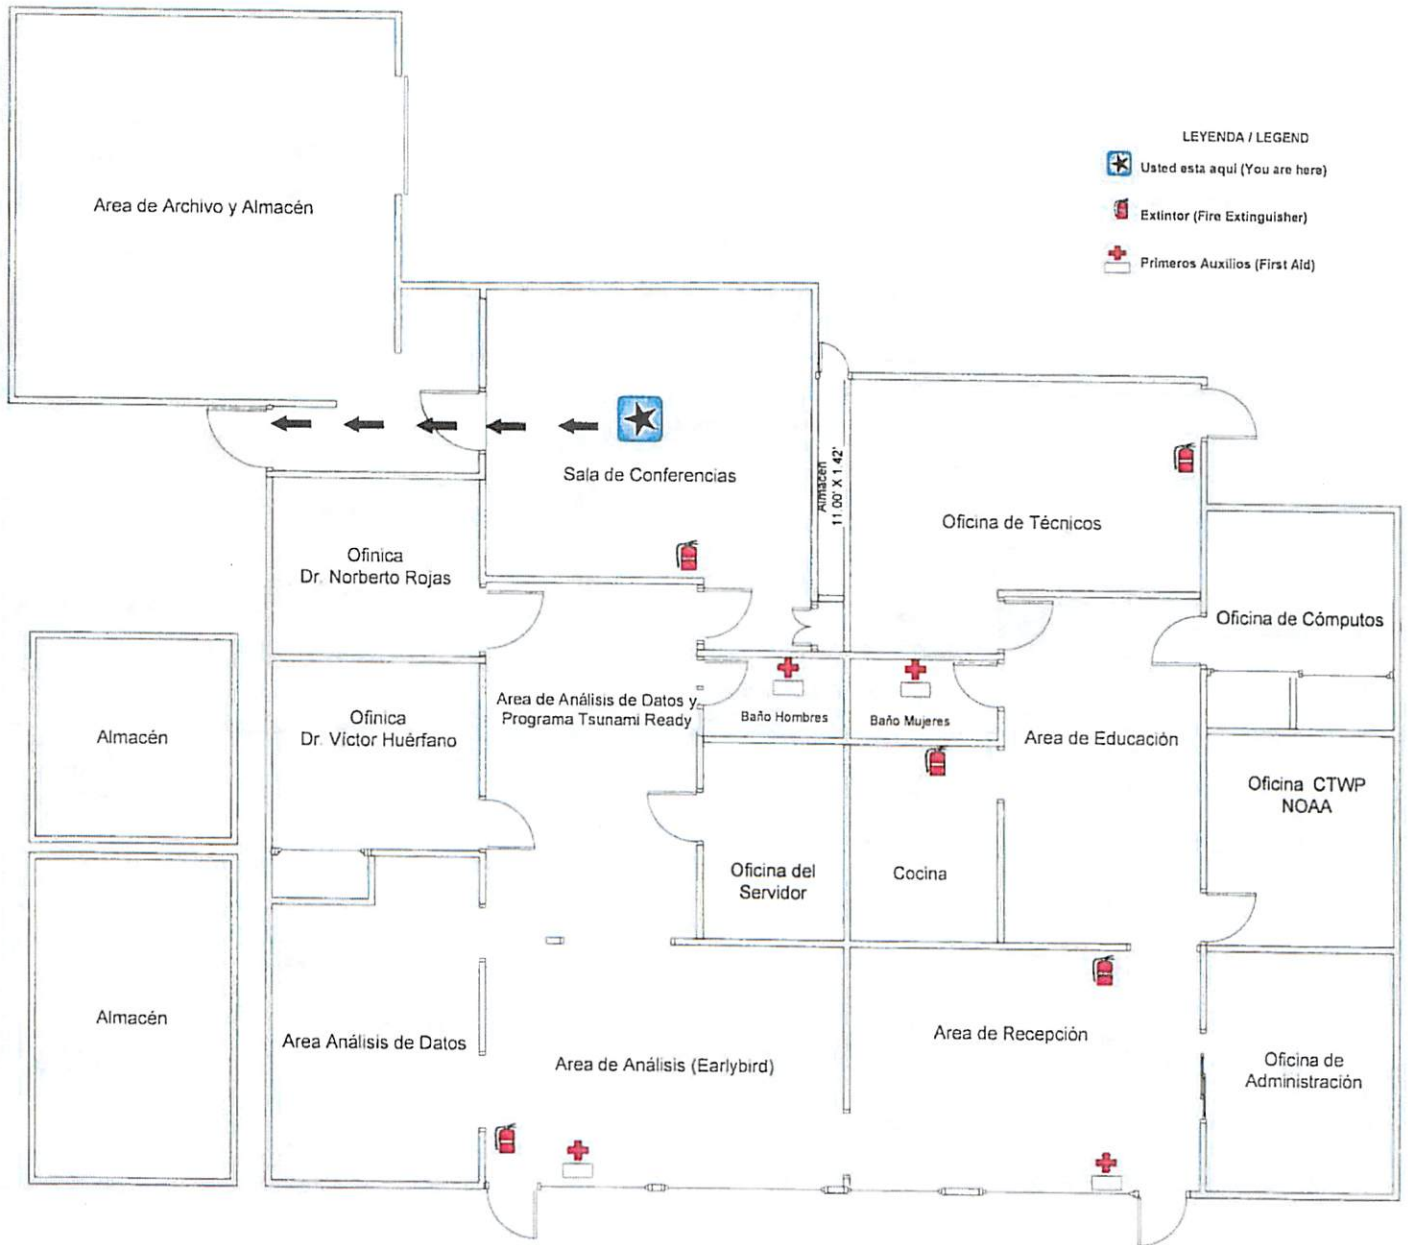 LEYENDA / LEGEND
Usted esta aqui (You are here)
Extintor (Fire Extinguisher)
Primeros Auxilios (First Aid)
Area de Archivo y Almacén
Sala de Conferencias
Almacén
11.00' X 1.42'
Oficina de Técnicos
Ofinica
Dr. Norberto Rojas
Oficina de Cómputos
Almacén
Ofinica
Dr. Víctor Huérfano
Area de Análisis de Datos y
Programa Tsunami Ready
Baño Hombres
Baño Mujeres
Area de Educación
Oficina CTWP
NOAA
Oficina del
Servidor
Cocina
Almacén
Area Análisis de Datos
Area de Análisis (Earlybird)
Area de Recepción
Oficina de
Administración